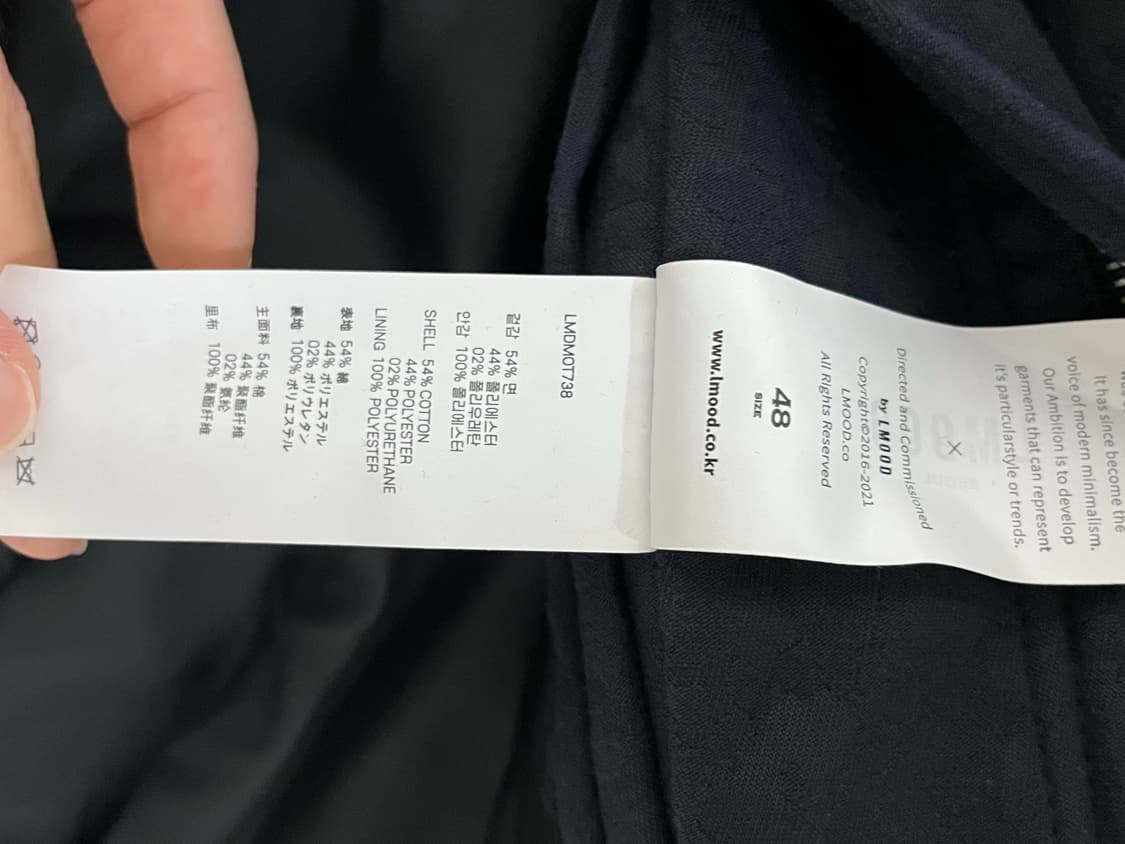 It has since become the
voice of modern minimalism.
Our Ambition is to develop
garments that can represent
it's particularstyle or trends.
×
Directed and Commissioned
by LMOOD
Copyright©2016-2021
LMOOD.co
All Rights Reserved
48
SIZE
www.lmood.co.kr
LMDMOT738
겉감 54% 면
44% 폴리에스터
02% 폴리우레탄
안감 100% 폴리에스터
SHELL 54% COTTON
44% POLYESTER
02% POLYURETHANE
LINING 100% POLYESTER
表地 54% 綿
44% ポリエステル
02% ポリウレタン
裏地 100% ポリエステル
主面料 54% 棉
44% 聚酯纤维
02% 氨纶
里布 100% 聚酯纤维